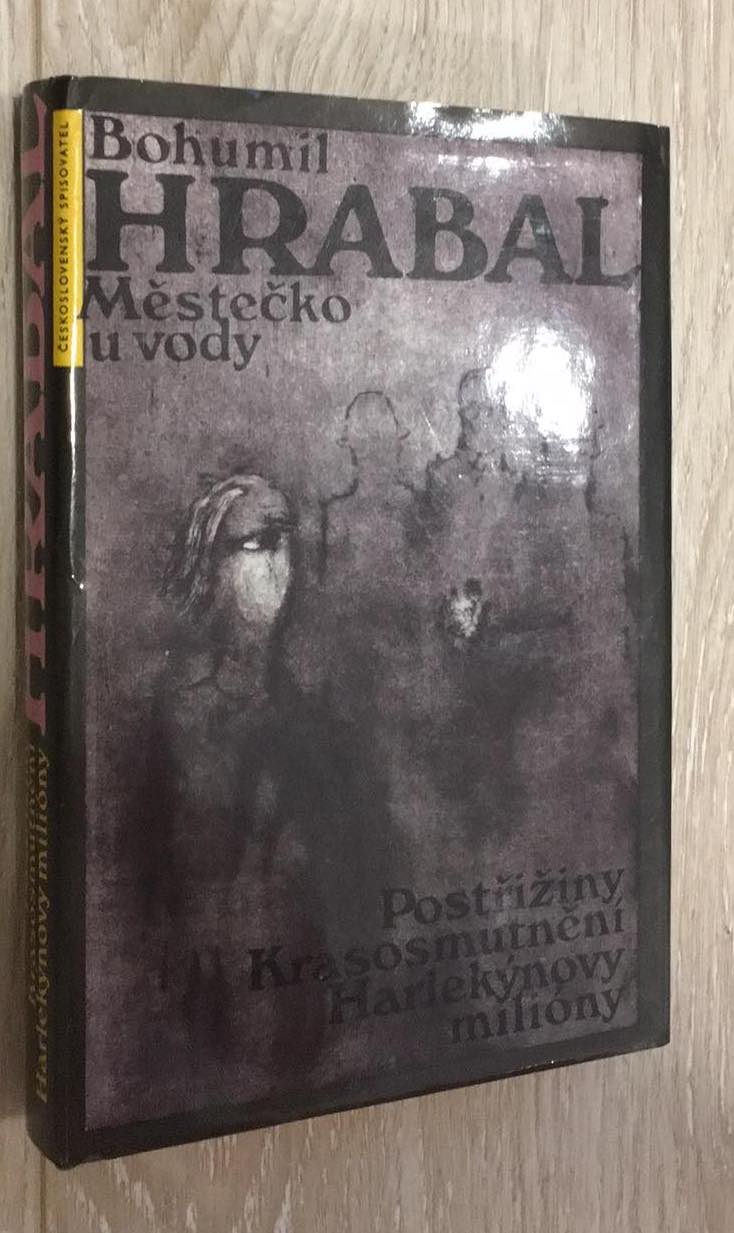 Bohumil
HRABAL
Městečko
u vody
Postřižiny
Krasosmutnění
Harlekýnovy
milióny
ČESKOSLOVENSKÝ SPISOVATEL
HRABAL
Harlekýnovy milióny